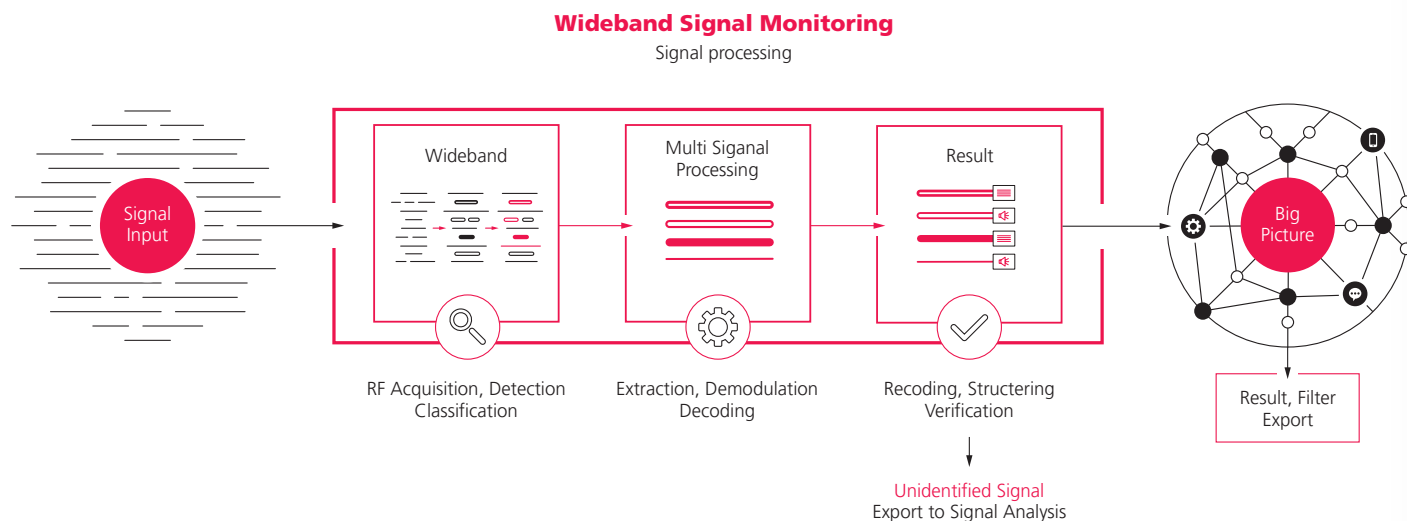 Wideband Signal Monitoring
Signal processing
Signal
Input
Wideband
Multi Siganal
Processing
Result
Big
Picture
RF Acquisition, Detection
Classification
Extraction, Demodulation
Decoding
Recoding, Structering
Verification
Result, Filter
Export
Unidentified Signal
Export to Signal Analysis